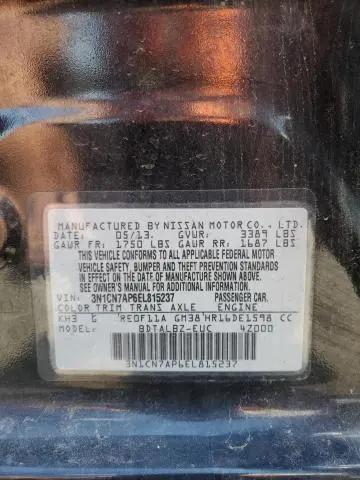 MANUFACTURED BY NISSAN MOTOR CO., LTD.
DATE: 05/13. GVWR: 3389 LBS
GAWR FR: 1750 LBS GAWR RR: 1687 LBS
THIS VEHICLE CONFORMS TO ALL APPLICABLE FEDERAL MOTOR
VEHICLE SAFETY, BUMPER AND THEFT PREVENTION STANDARDS
IN EFFECT ON THE DATE OF MANUFACTURE SHOWN ABOVE.
SEE OWNER'S MANUAL FOR ADDITIONAL INFORMATION.
VIN: 3N1CN7AP6EL815237 PASSENGER CAR.
COLOR TRIM TRANS AXLE ENGINE
KH3 G RE0F11A GM38 HR16DE1598 CC
MODEL: BDTALBZ-EUC 4Z000
3N1CN7AP6EL815237